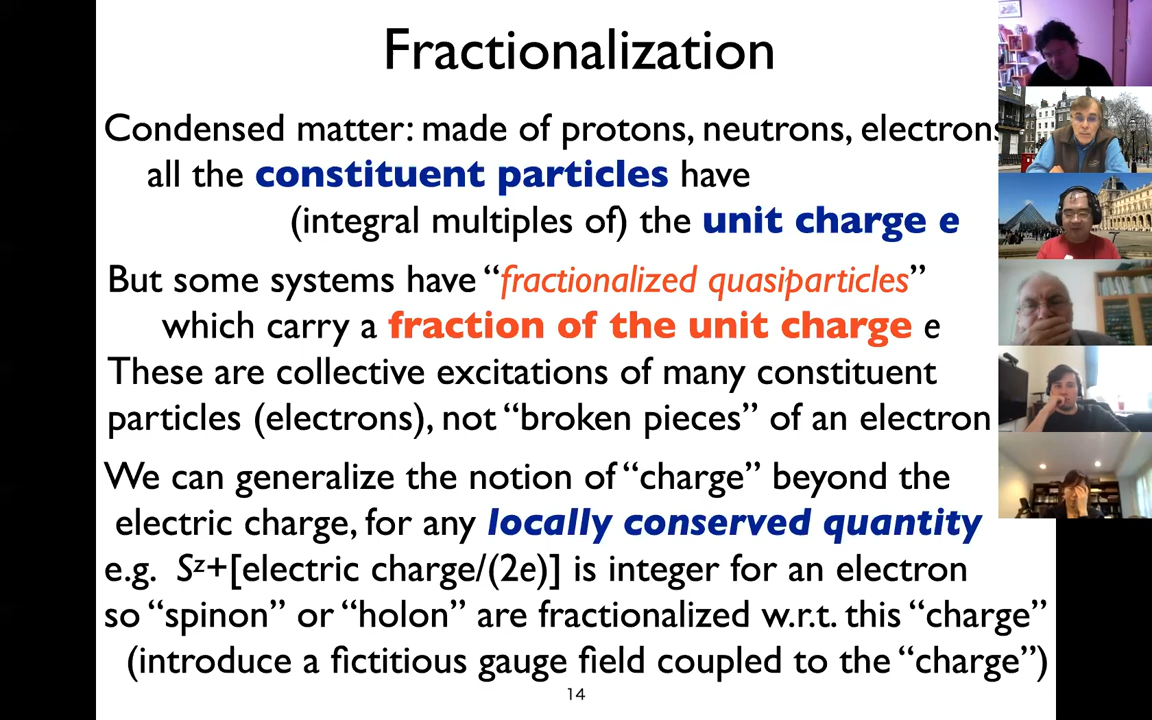 Fractionalization
Condensed matter: made of protons, neutrons, electrons
all the constituent particles have
(integral multiples of) the unit charge e
But some systems have “fractionalized quasiparticles”
which carry a fraction of the unit charge e
These are collective excitations of many constituent
particles (electrons), not “broken pieces” of an electron
We can generalize the notion of “charge” beyond the
electric charge, for any locally conserved quantity
e.g. Sᶻ+[electric charge/(2e)] is integer for an electron
so “spinon” or “holon” are fractionalized w.r.t. this “charge”
(introduce a fictitious gauge field coupled to the “charge”)
14